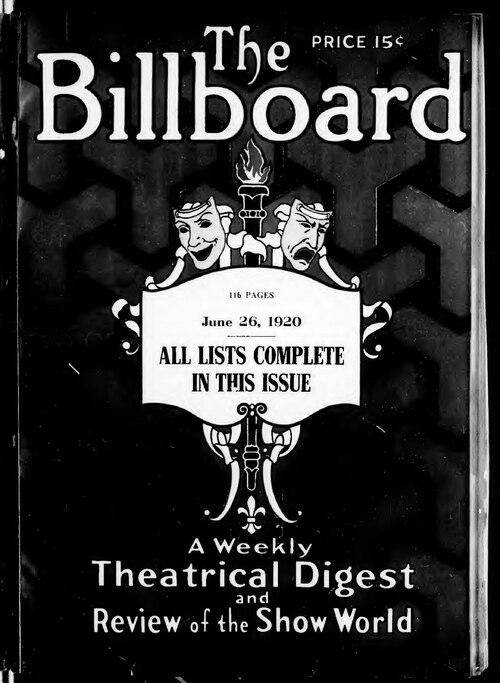 The
PRICE 15¢
Billboard
116 PAGES
June 26, 1920
ALL LISTS COMPLETE
IN THIS ISSUE
A Weekly
Theatrical Digest
and
Review of the Show World